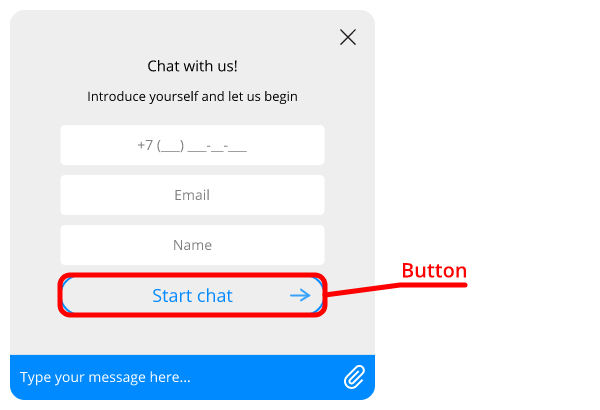 Chat with us!
Introduce yourself and let us begin
+7 (___) ___-__-___
Email
Name
Button
Start chat
Type your message here...